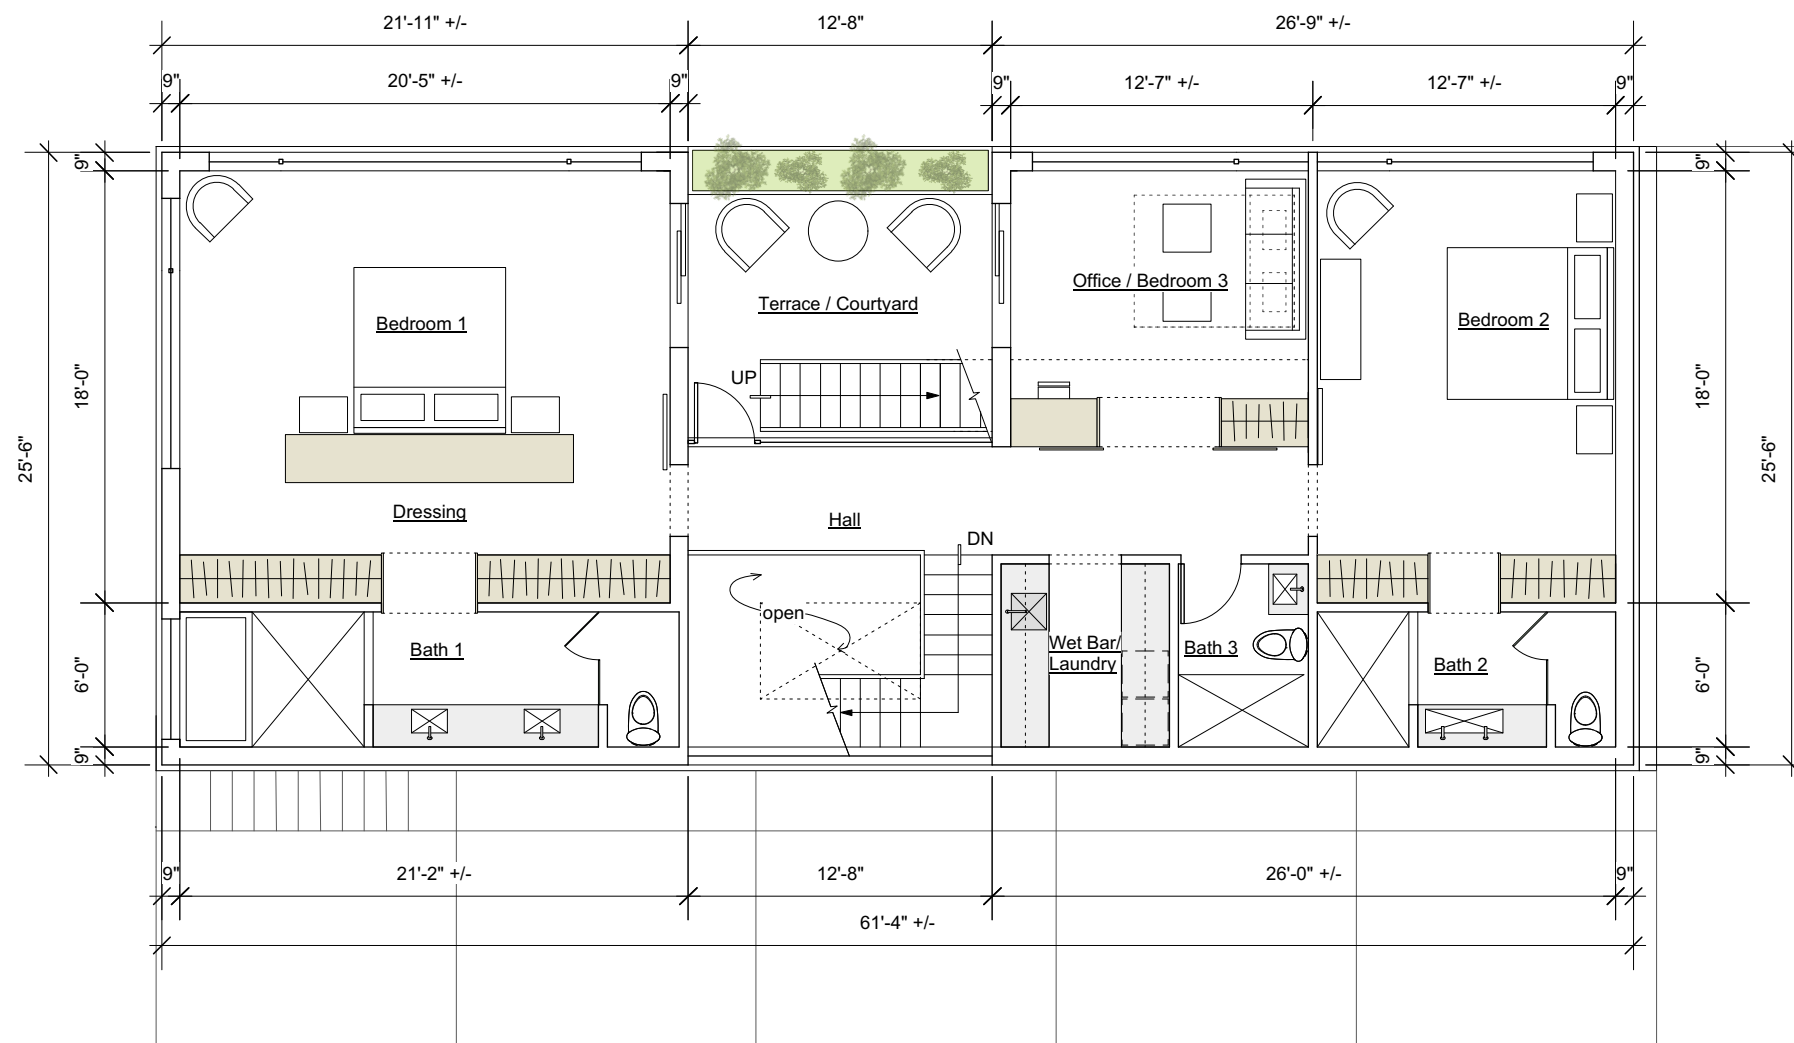 21'-11" +/-
12'-8"
26'-9" +/-
9"
20'-5" +/-
9"
9"
12'-7" +/-
12'-7" +/-
9"
9"
9"
Office / Bedroom 3
Terrace / Courtyard
Bedroom 1
Bedroom 2
UP
18'-0"
18'-0"
25'-6"
25'-6"
Dressing
Hall
DN
open
Wet Bar/
Laundry
Bath 3
Bath 1
Bath 2
6'-0"
6'-0"
9"
9"
9"
21'-2" +/-
12'-8"
26'-0" +/-
9"
61'-4" +/-